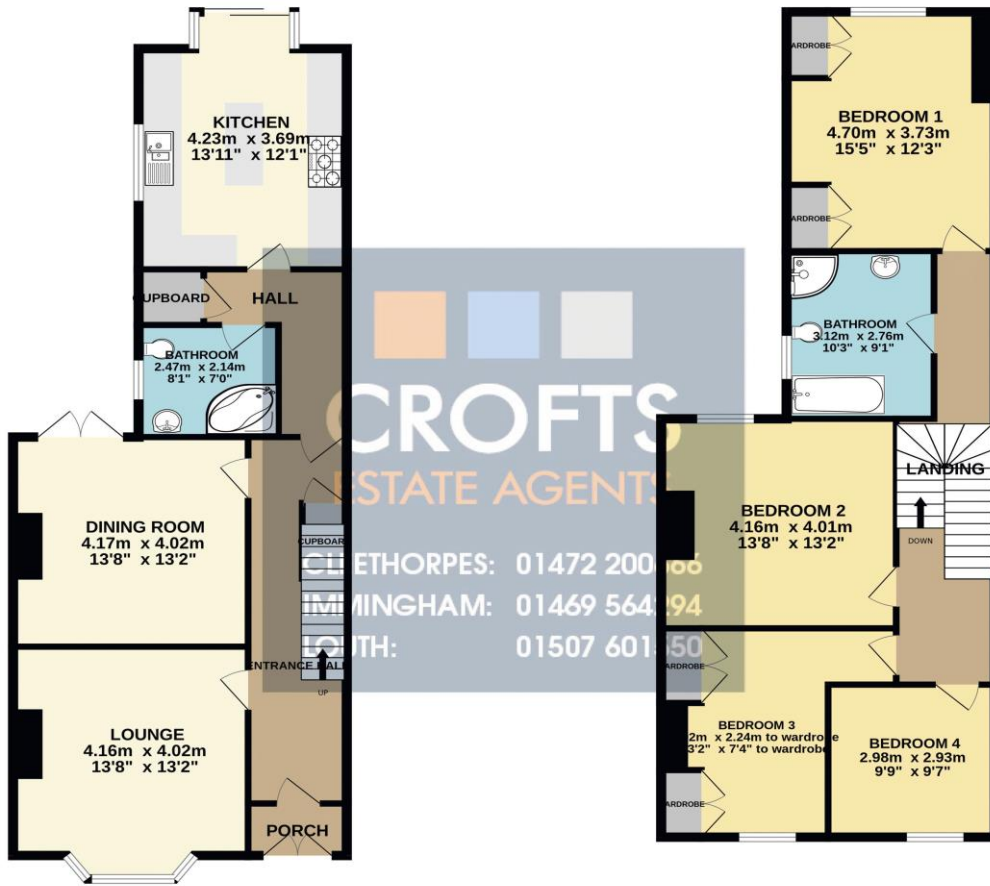 KITCHEN
4.23m x 3.69m
13'11" x 12'1"
CUPBOARD
HALL
BATHROOM
2.47m x 2.14m
8'1" x 7'0"
DINING ROOM
4.17m x 4.02m
13'8" x 13'2"
CUPBOARD
ENTRANCE HALL
UP
LOUNGE
4.16m x 4.02m
13'8" x 13'2"
PORCH
CROFTS
ESTATE AGENTS
CLEETHORPES: 01472 200666
IMMINGHAM: 01469 564294
LOUTH:
WARDROBE
BEDROOM 1
4.70m x 3.73m
15'5" x 12'3"
WARDROBE
BATHROOM
3.12m x 2.76m
10'3" x 9'1"
LANDING
DOWN
BEDROOM 2
4.16m x 4.01m
13'8" x 13'2"
WARDROBE
BEDROOM 3
2m x 2.24m to wardrobe
3'2" x 7'4" to wardrobe
WARDROBE
BEDROOM 4
2.98m x 2.93m
9'9" x 9'7"